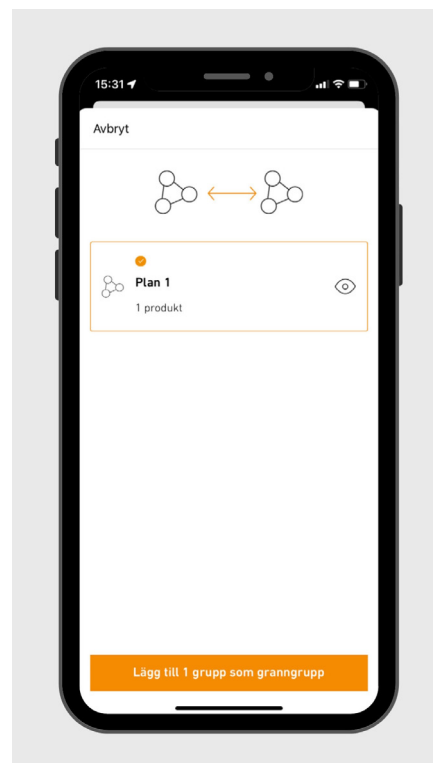 15:31
Avbryt
Plan 1
1 produkt
Lägg till 1 grupp som granngrupp